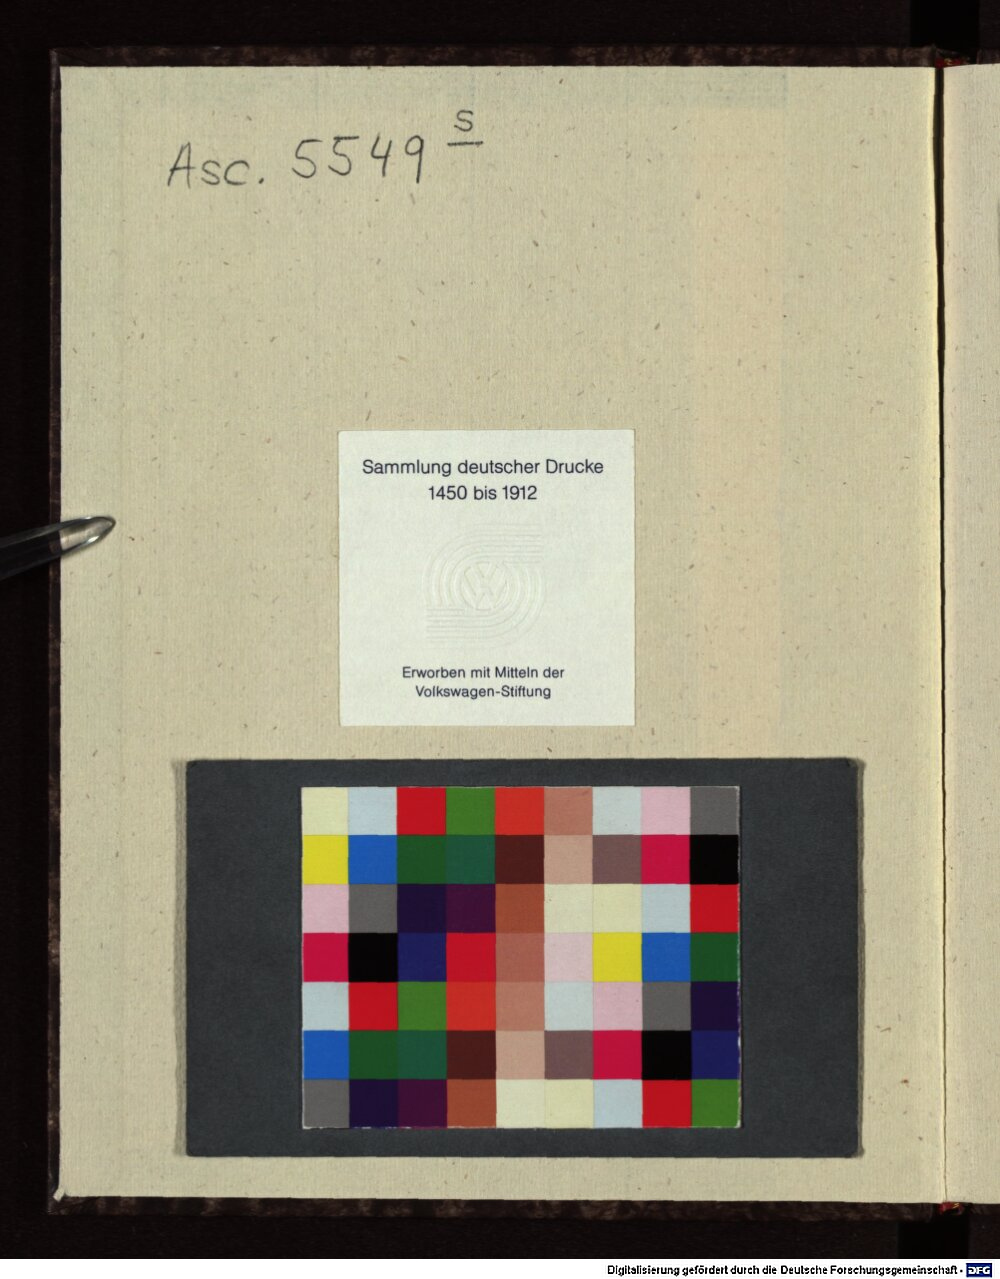 Asc. 5549 s
Sammlung deutscher Drucke
1450 bis 1912
VW
Erworben mit Mitteln der
Volkswagen-Stiftung
Digitalisierung gefördert durch die Deutsche Forschungsgemeinschaft - DFG